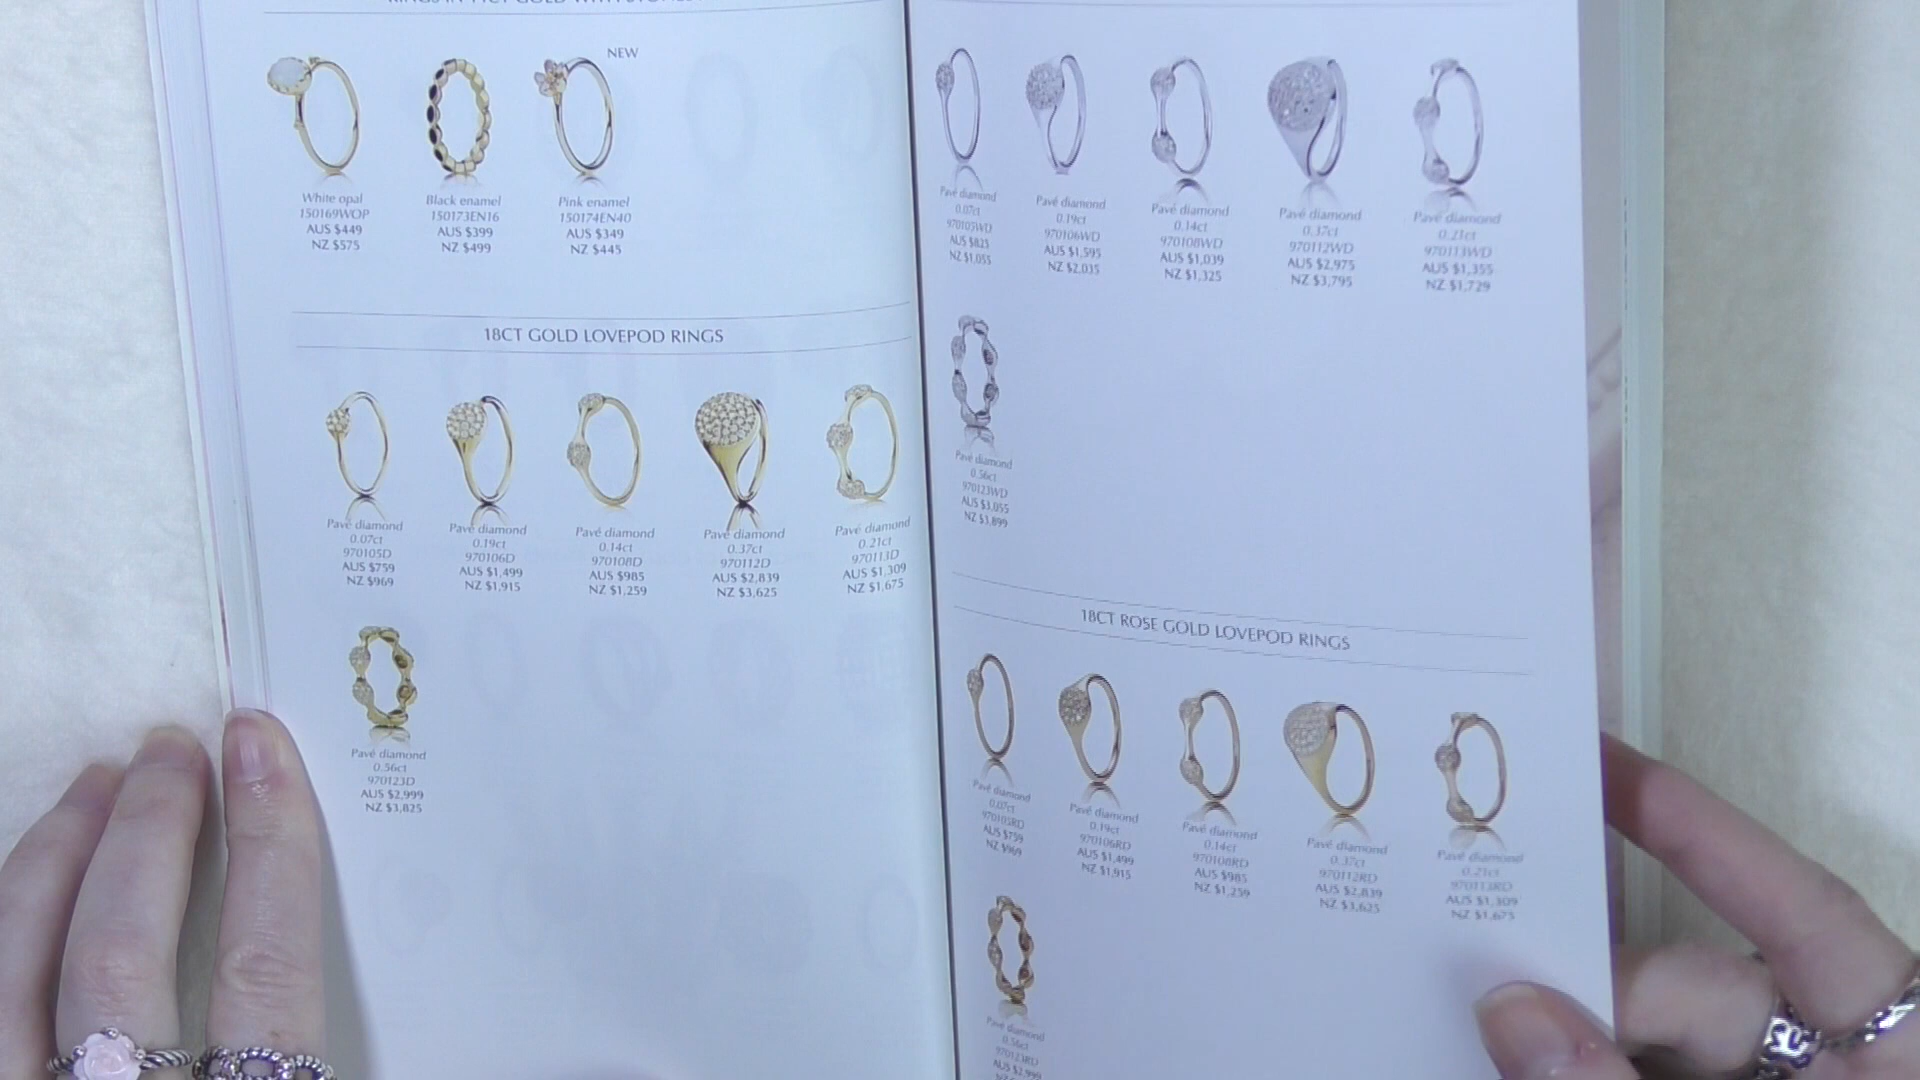 NEW
White opal
150169WOP
AUS $449
NZ $575
Black enamel
150173EN16
AUS $399
NZ $499
Pink enamel
150174EN40
AUS $349
NZ $445
18CT GOLD LOVEPOD RINGS
Pavé diamond
0.07ct
970105D
AUS $759
NZ $969
Pavé diamond
0.19ct
970106D
AUS $1,499
NZ $1,915
Pavé diamond
0.14ct
970108D
AUS $985
NZ $1,259
Pavé diamond
0.37ct
970112D
AUS $2,839
NZ $3,625
Pavé diamond
0.21ct
970113D
AUS $1,309
NZ $1,675
Pavé diamond
0.56ct
970123D
AUS $2,999
NZ $3,825
Pavé diamond
0.07ct
970105WD
AUS $825
NZ $1,055
Pavé diamond
0.19ct
970106WD
AUS $1,595
NZ $2,035
Pavé diamond
0.14ct
970108WD
AUS $1,039
NZ $1,325
Pavé diamond
0.37ct
970112WD
AUS $2,975
NZ $3,795
Pavé diamond
0.21ct
970113WD
AUS $1,355
NZ $1,729
Pavé diamond
0.56ct
970123WD
AUS $3,055
NZ $3,899
18CT ROSE GOLD LOVEPOD RINGS
Pavé diamond
0.07ct
970105RD
AUS $759
NZ $969
Pavé diamond
0.19ct
970106RD
AUS $1,499
NZ $1,915
Pavé diamond
0.14ct
970108RD
AUS $985
NZ $1,259
Pavé diamond
0.37ct
970112RD
AUS $2,839
NZ $3,625
Pavé diamond
0.21ct
970113RD
AUS $1,309
NZ $1,675
Pavé diamond
0.56ct
970123RD
AUS $2,999